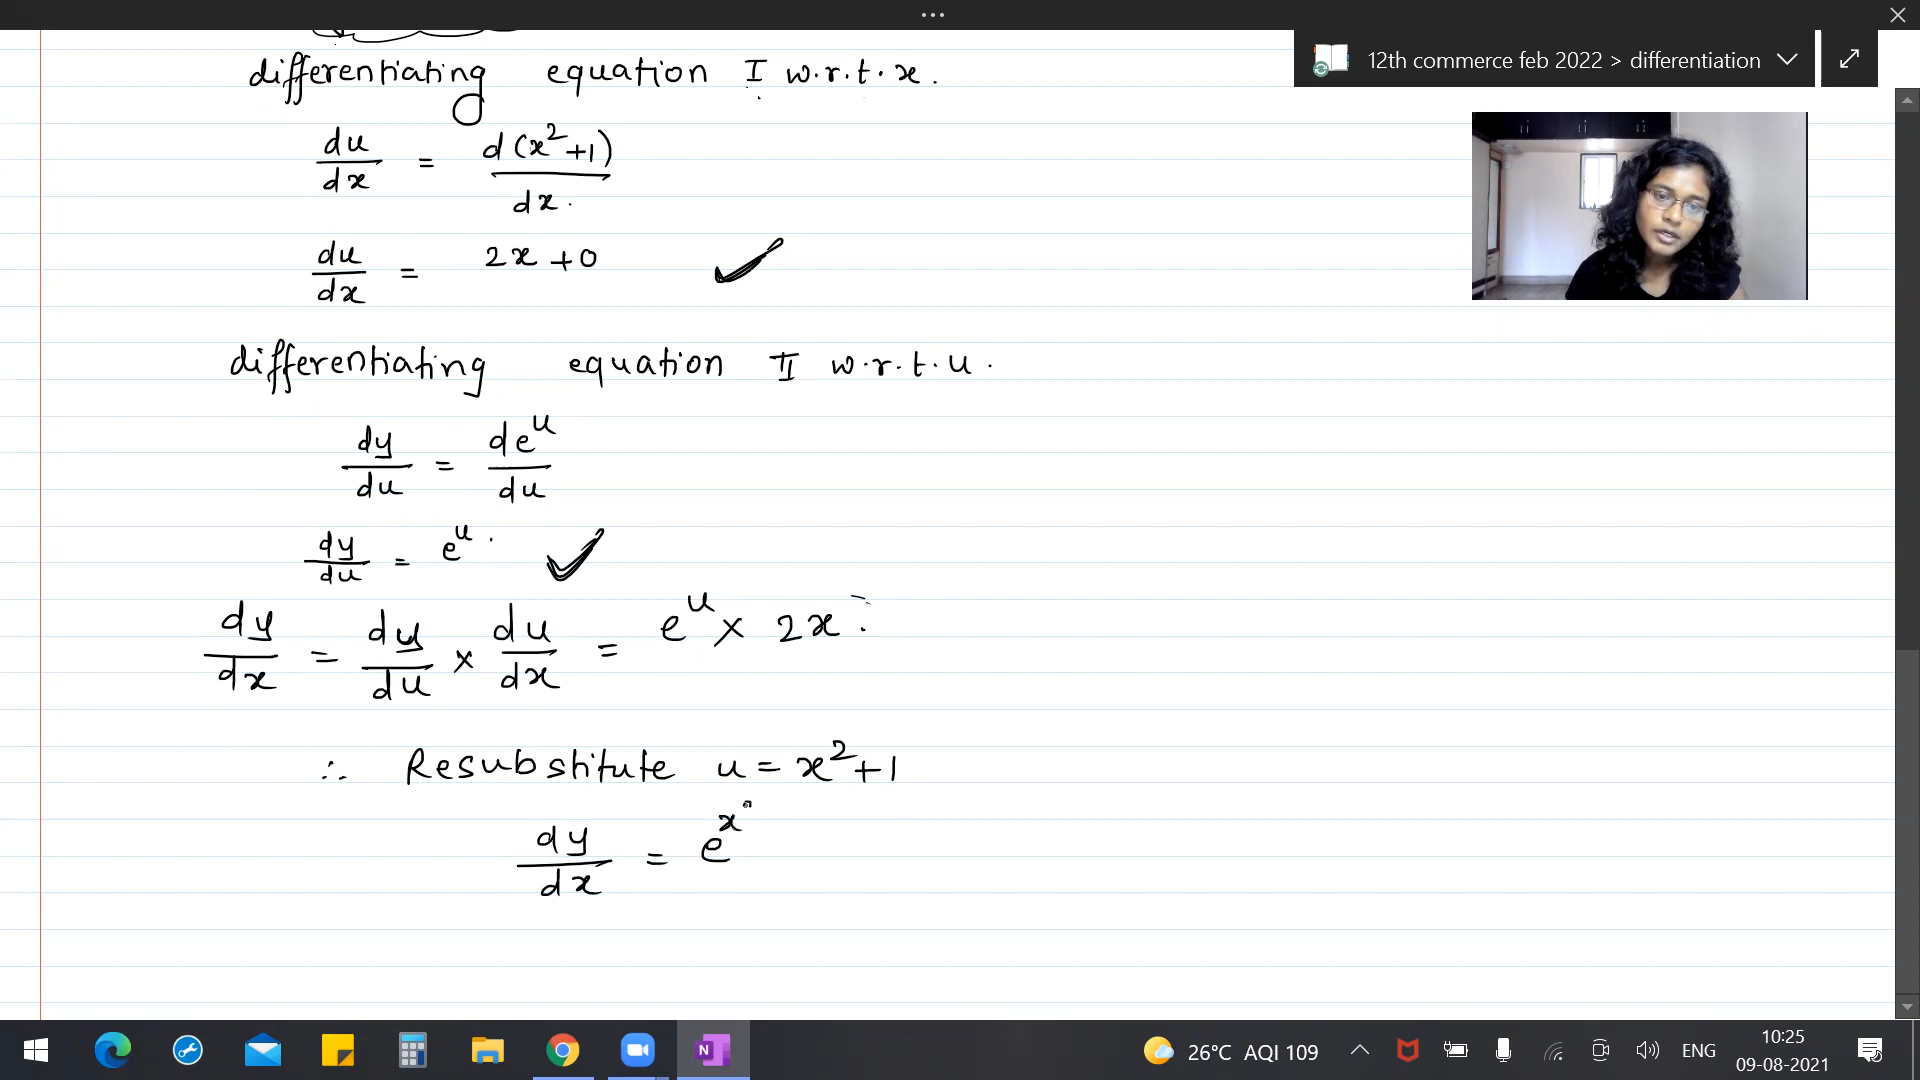 12th commerce feb 2022 > differentiation
differentiating equation I w.r.t.x.
du/dx = d(x²+1)/dx.
du/dx = 2x+0 ✓
differentiating equation II w.r.t.u.
dy/du = de^u/du
dy/du = e^u. ✓
dy/dx = dy/du × du/dx = e^u × 2x
∴ Resubstitute u = x²+1
dy/dx = e^x
26°C AQI 109
N
ENG
10:25
09-08-2021